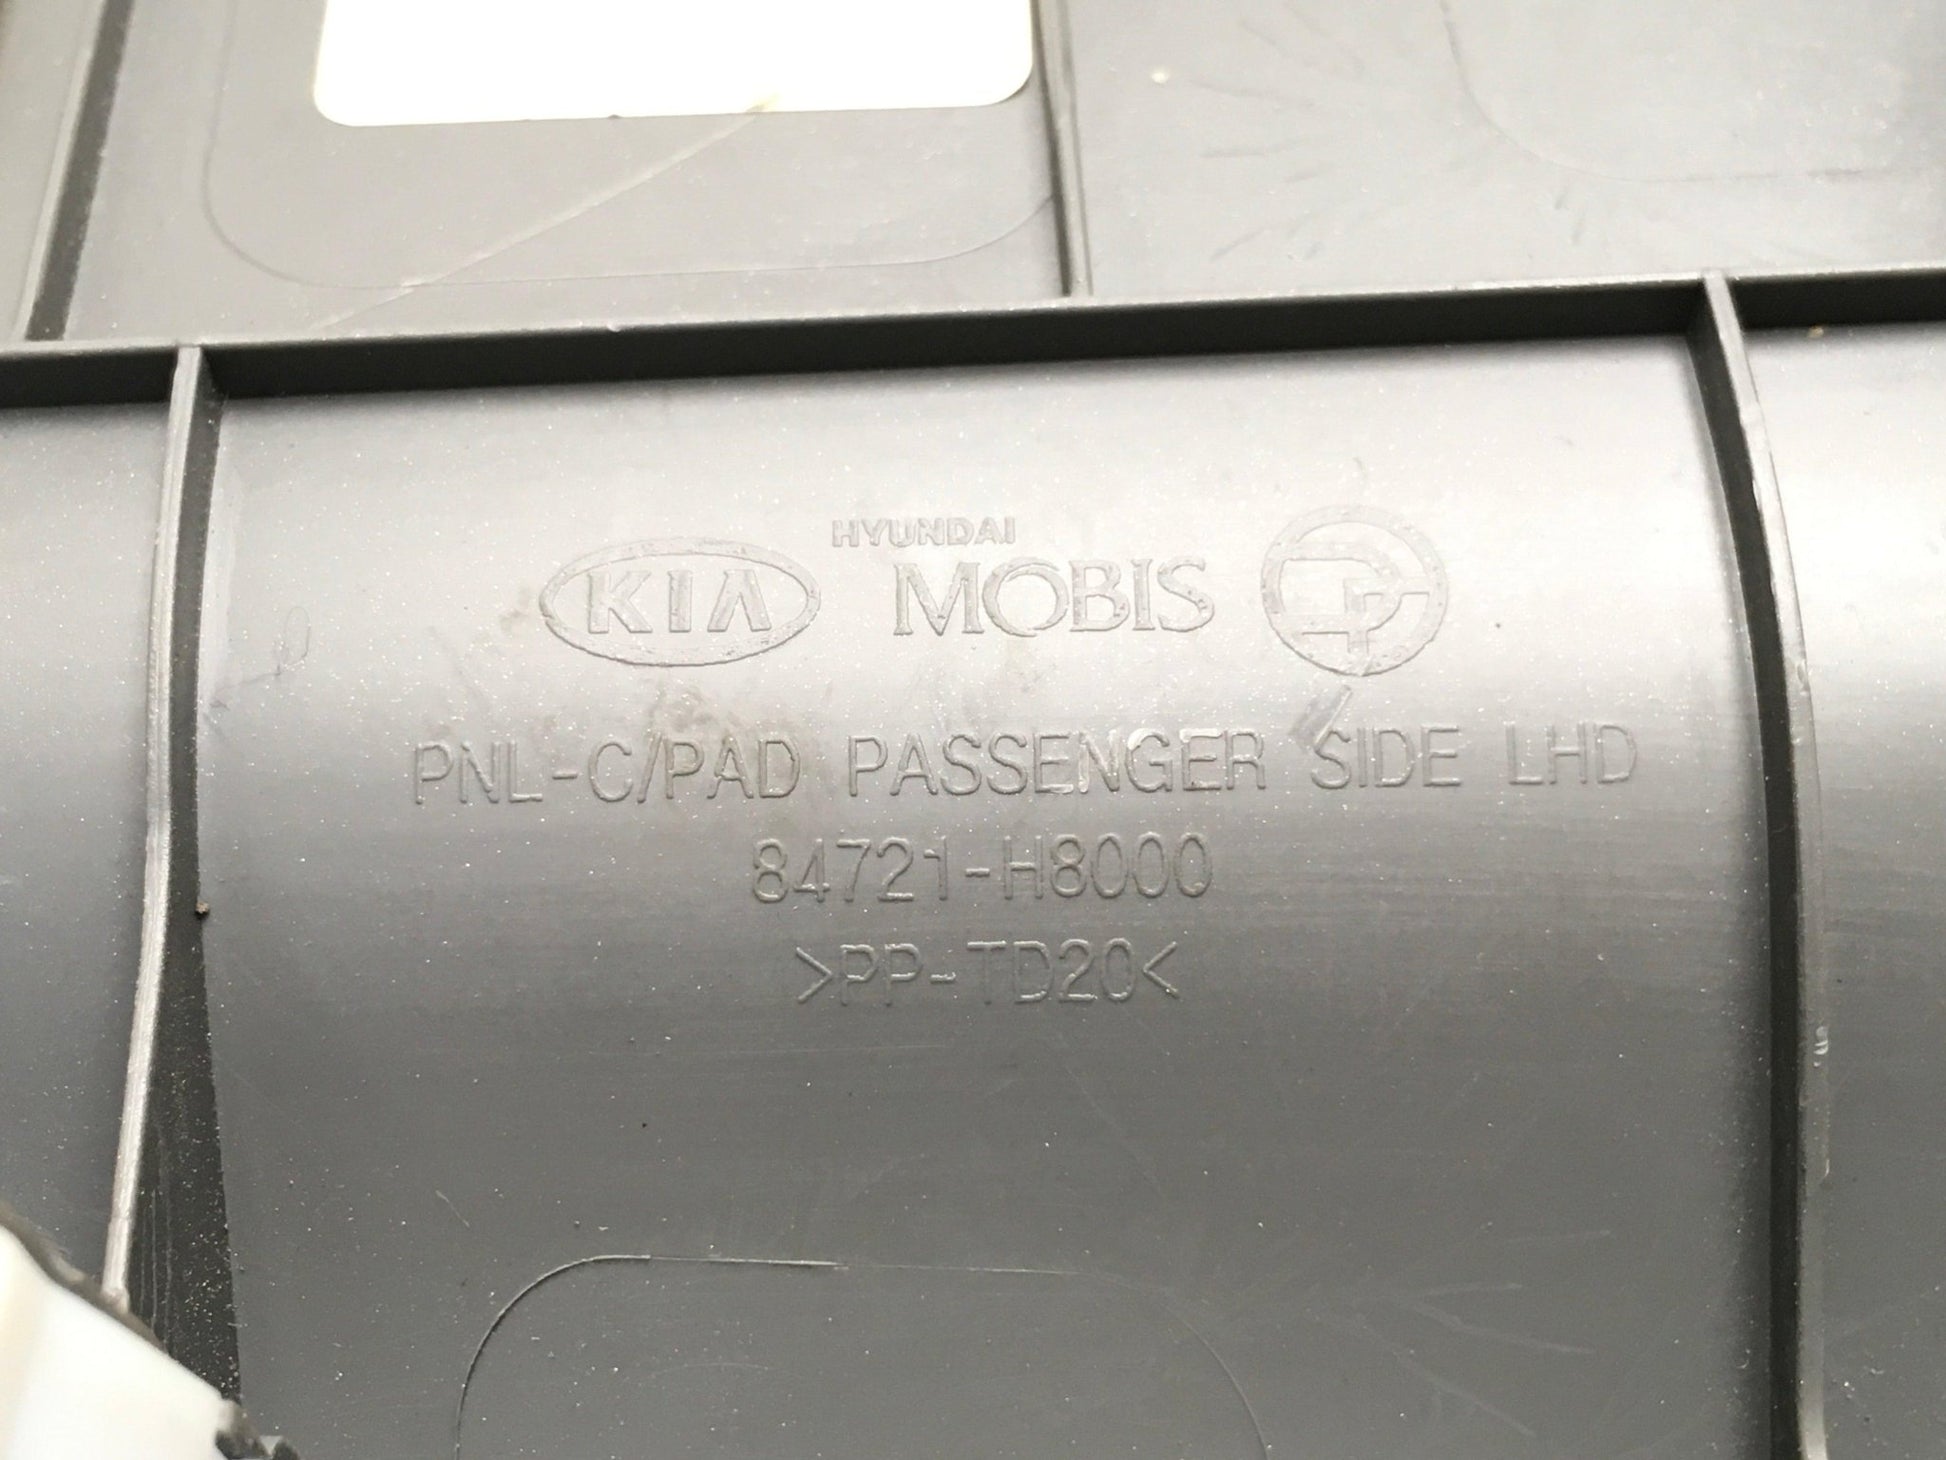 KIA HYUNDAI MOBIS
PNL-C/PAD PASSENGER SIDE LHD
84721-H8000
>PP-TD20<